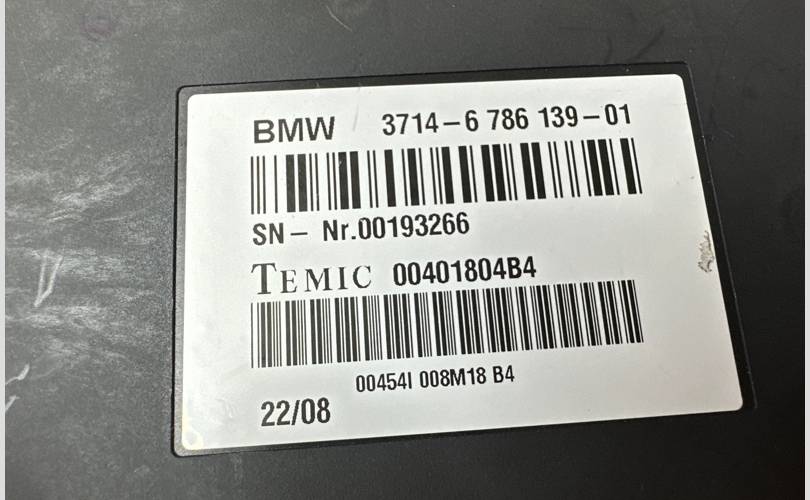 BMW 3714-6 786 139-01
SN- Nr.00193266
TEMIC 00401804B4
00454I 008M18 B4
22/08